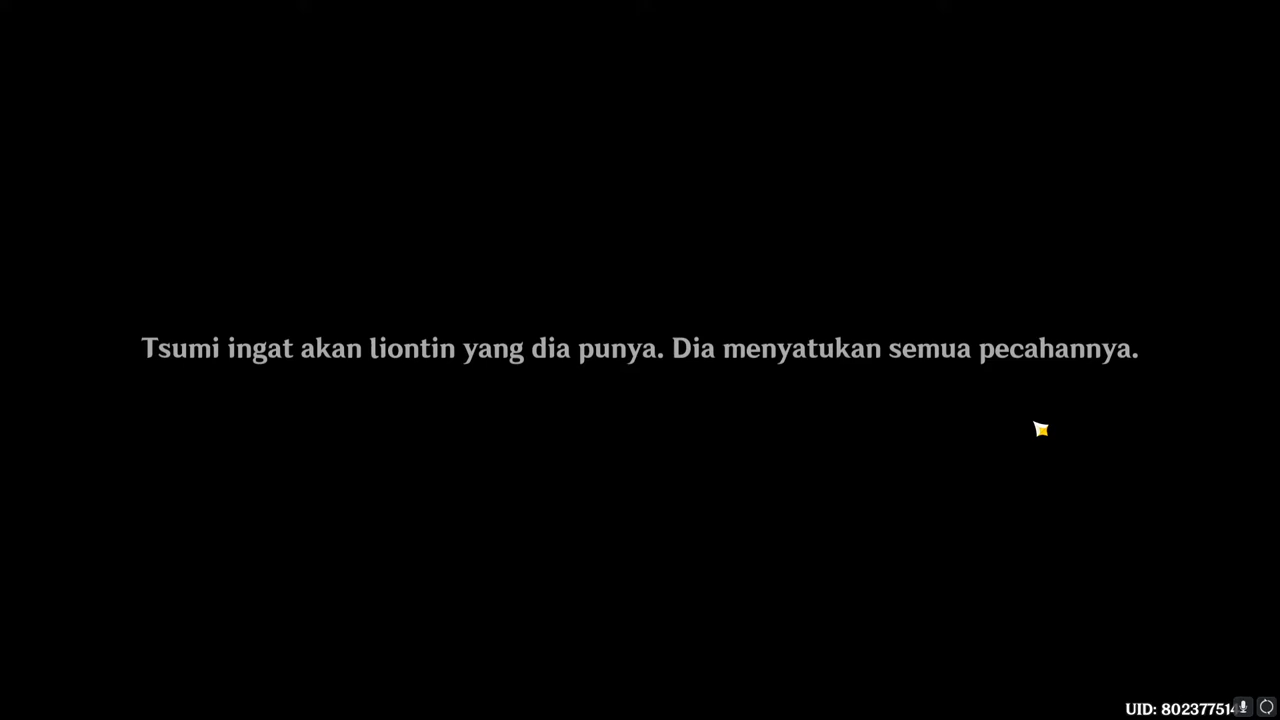 Tsumi ingat akan liontin yang dia punya. Dia menyatukan semua pecahannya.
UID: 80237751